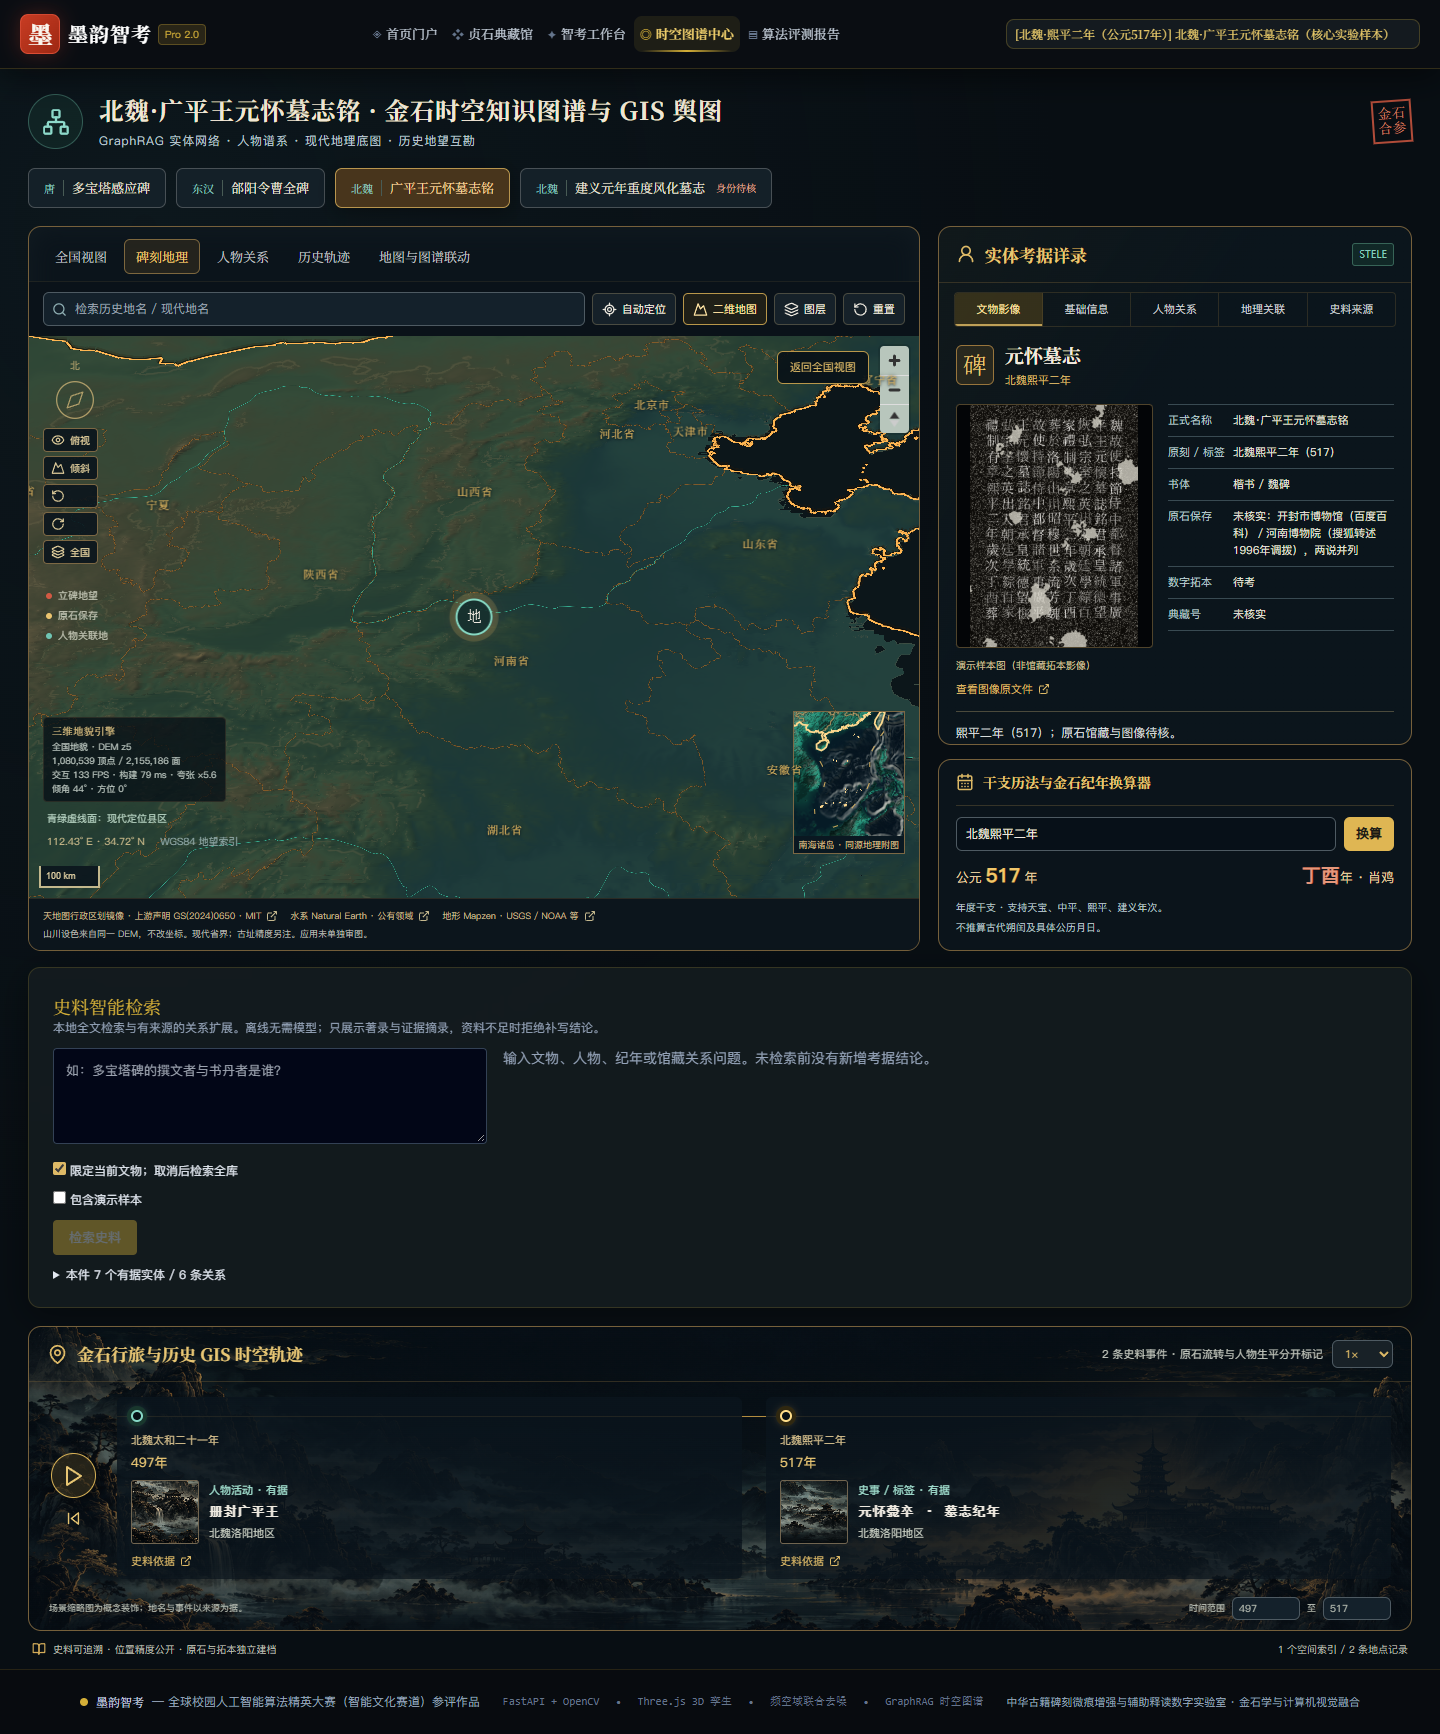 墨 墨韵智考 Pro 2.0
首页门户 贞石典藏馆 智考工作台 时空图谱中心 算法评测报告
[北魏·熙平二年（公元517年）] 北魏·广平王元怀墓志铭（核心实验样本）
北魏·广平王元怀墓志铭 · 金石时空知识图谱与 GIS 舆图
GraphRAG 实体网络 · 人物谱系 · 现代地理底图 · 历史地望互勘
金石
合参
唐 多宝塔感应碑
东汉 郃阳令曹全碑
北魏 广平王元怀墓志铭
北魏 建义元年重度风化墓志 身份待核
全国视图 碑刻地理 人物关系 历史轨迹 地图与图谱联动
检索历史地名 / 现代地名
自动定位 二维地图 图层 重置
返回全国视图
北
俯视
倾斜
全国
立碑地望
原石保存
人物关联地
北京市
河北省 天津市
山西省
宁夏
山东省
陕西省
地
河南省
安徽省
湖北省
三维地貌引擎
全国地貌 · DEM z5
1,080,539 顶点 / 2,155,186 面
交互 133 FPS · 构建 79 ms · 夸张 ×5.6
倾角 44° · 方位 0°
青绿虚线面：现代定位县区
112.43° E · 34.72° N WGS84 地望索引
100 km
南海诸岛 · 同源地理附图
天地图行政区划镜像 · 上游声明 GS(2024)0650 · MIT 水系 Natural Earth · 公有领域 地形 Mapzen · USGS / NOAA 等
山川设色来自同一 DEM，不改坐标。现代省界；古址精度另注。应用未单独审图。
实体考据详录 STELE
文物影像 基础信息 人物关系 地理关联 史料来源
碑 元怀墓志
北魏熙平二年
正式名称 北魏·广平王元怀墓志铭
原刻 / 标签 北魏熙平二年（517）
书体 楷书 / 魏碑
原石保存 未核实：开封市博物馆（百度百
科） / 河南博物院（搜狐转述
1996年调拨），两说并列
数字拓本 待考
典藏号 未核实
演示样本图（非馆藏拓本影像）
查看图像原文件
熙平二年（517）；原石馆藏与图像待核。
干支历法与金石纪年换算器
北魏熙平二年 换算
公元 517 年 丁酉年 · 肖鸡
年度干支 · 支持天宝、中平、熙平、建义年次。
不推算古代朔闰及具体公历月日。
史料智能检索
本地全文检索与有来源的关系扩展。离线无需模型；只展示著录与证据摘录，资料不足时拒绝补写结论。
如：多宝塔碑的撰文者与书丹者是谁？
输入文物、人物、纪年或馆藏关系问题。未检索前没有新增考据结论。
限定当前文物；取消后检索全库
包含演示样本
检索史料
本件 7 个有据实体 / 6 条关系
金石行旅与历史 GIS 时空轨迹
2 条史料事件 · 原石流转与人物生平分开标记 1×
北魏太和二十一年
497年
人物活动 · 有据
册封广平王
北魏洛阳地区
史料依据
北魏熙平二年
517年
史事 / 标签 · 有据
元怀薨卒 - 墓志纪年
北魏洛阳地区
史料依据
场景缩略图为概念装饰；地名与事件以来源为据。
时间范围 497 至 517
史料可追溯 · 位置精度公开 · 原石与拓本独立建档
1 个空间索引 / 2 条地点记录
墨韵智考 — 全球校园人工智能算法精英大赛（智能文化赛道）参评作品 FastAPI + OpenCV • Three.js 3D 孪生 • 频空域联合去噪 • GraphRAG 时空图谱 中华古籍碑刻微痕增强与辅助释读数字实验室 · 金石学与计算机视觉融合